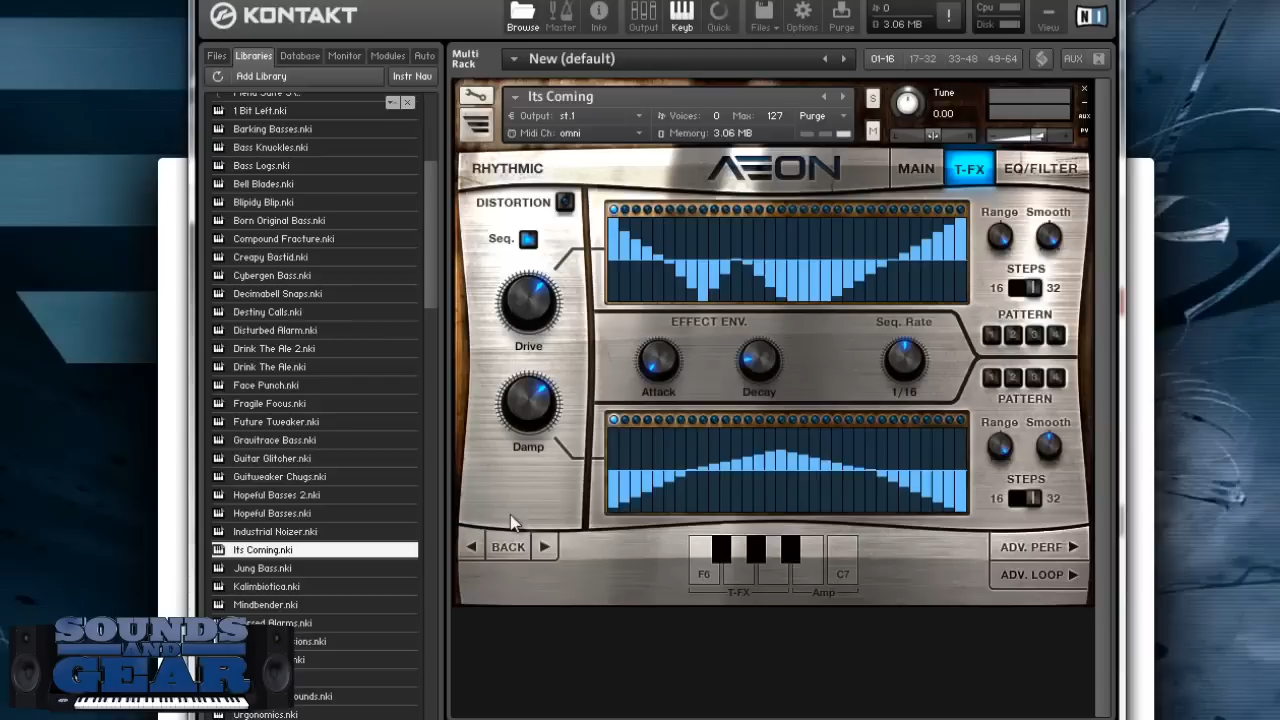 KONTAKT
Browse Master Info Output Keyb Quick Files Options Purge View
0
3.06 MB
!
Cpu
Disk
Files Libraries Database Monitor Modules Auto
Add Library Instr Nav
1 Bit Left.nki
Barking Basses.nki
Bass Knuckles.nki
Bass Logs.nki
Bell Blades.nki
Blipidy Blip.nki
Born Original Bass.nki
Compound Fracture.nki
Creapy Bastid.nki
Cybergen Bass.nki
Decimabell Snaps.nki
Destiny Calls.nki
Disturbed Alarm.nki
Drink The Ale 2.nki
Drink The Ale.nki
Face Punch.nki
Fragile Focus.nki
Future Tweaker.nki
Gravitrace Bass.nki
Guitar Glitcher.nki
Guitweaker Chugs.nki
Hopeful Basses 2.nki
Hopeful Basses.nki
Industrial Noizer.nki
Its Coming.nki
Jung Bass.nki
Kalimbiotica.nki
Mindbender.nki
Urgonomics.nki
Multi
Rack
New (default)
01-16 17-32 33-48 49-64 AUX
Its Coming
S
Tune
0.00
Output: st.1 Voices: 0 Max: 127 Purge
Midi Ch: omni Memory: 3.06 MB
M
L R
RHYTHMIC AEON MAIN T-FX EQ/FILTER
DISTORTION
Seq.
Drive
Damp
Range Smooth
STEPS
16 32
PATTERN
1 2 3 4
EFFECT ENV. Seq. Rate
Attack Decay 1/16
1 2 3 4
PATTERN
Range Smooth
STEPS
16 32
BACK
F6 C7
T-FX Amp
ADV. PERF
ADV. LOOP
SOUNDS
AND
GEAR